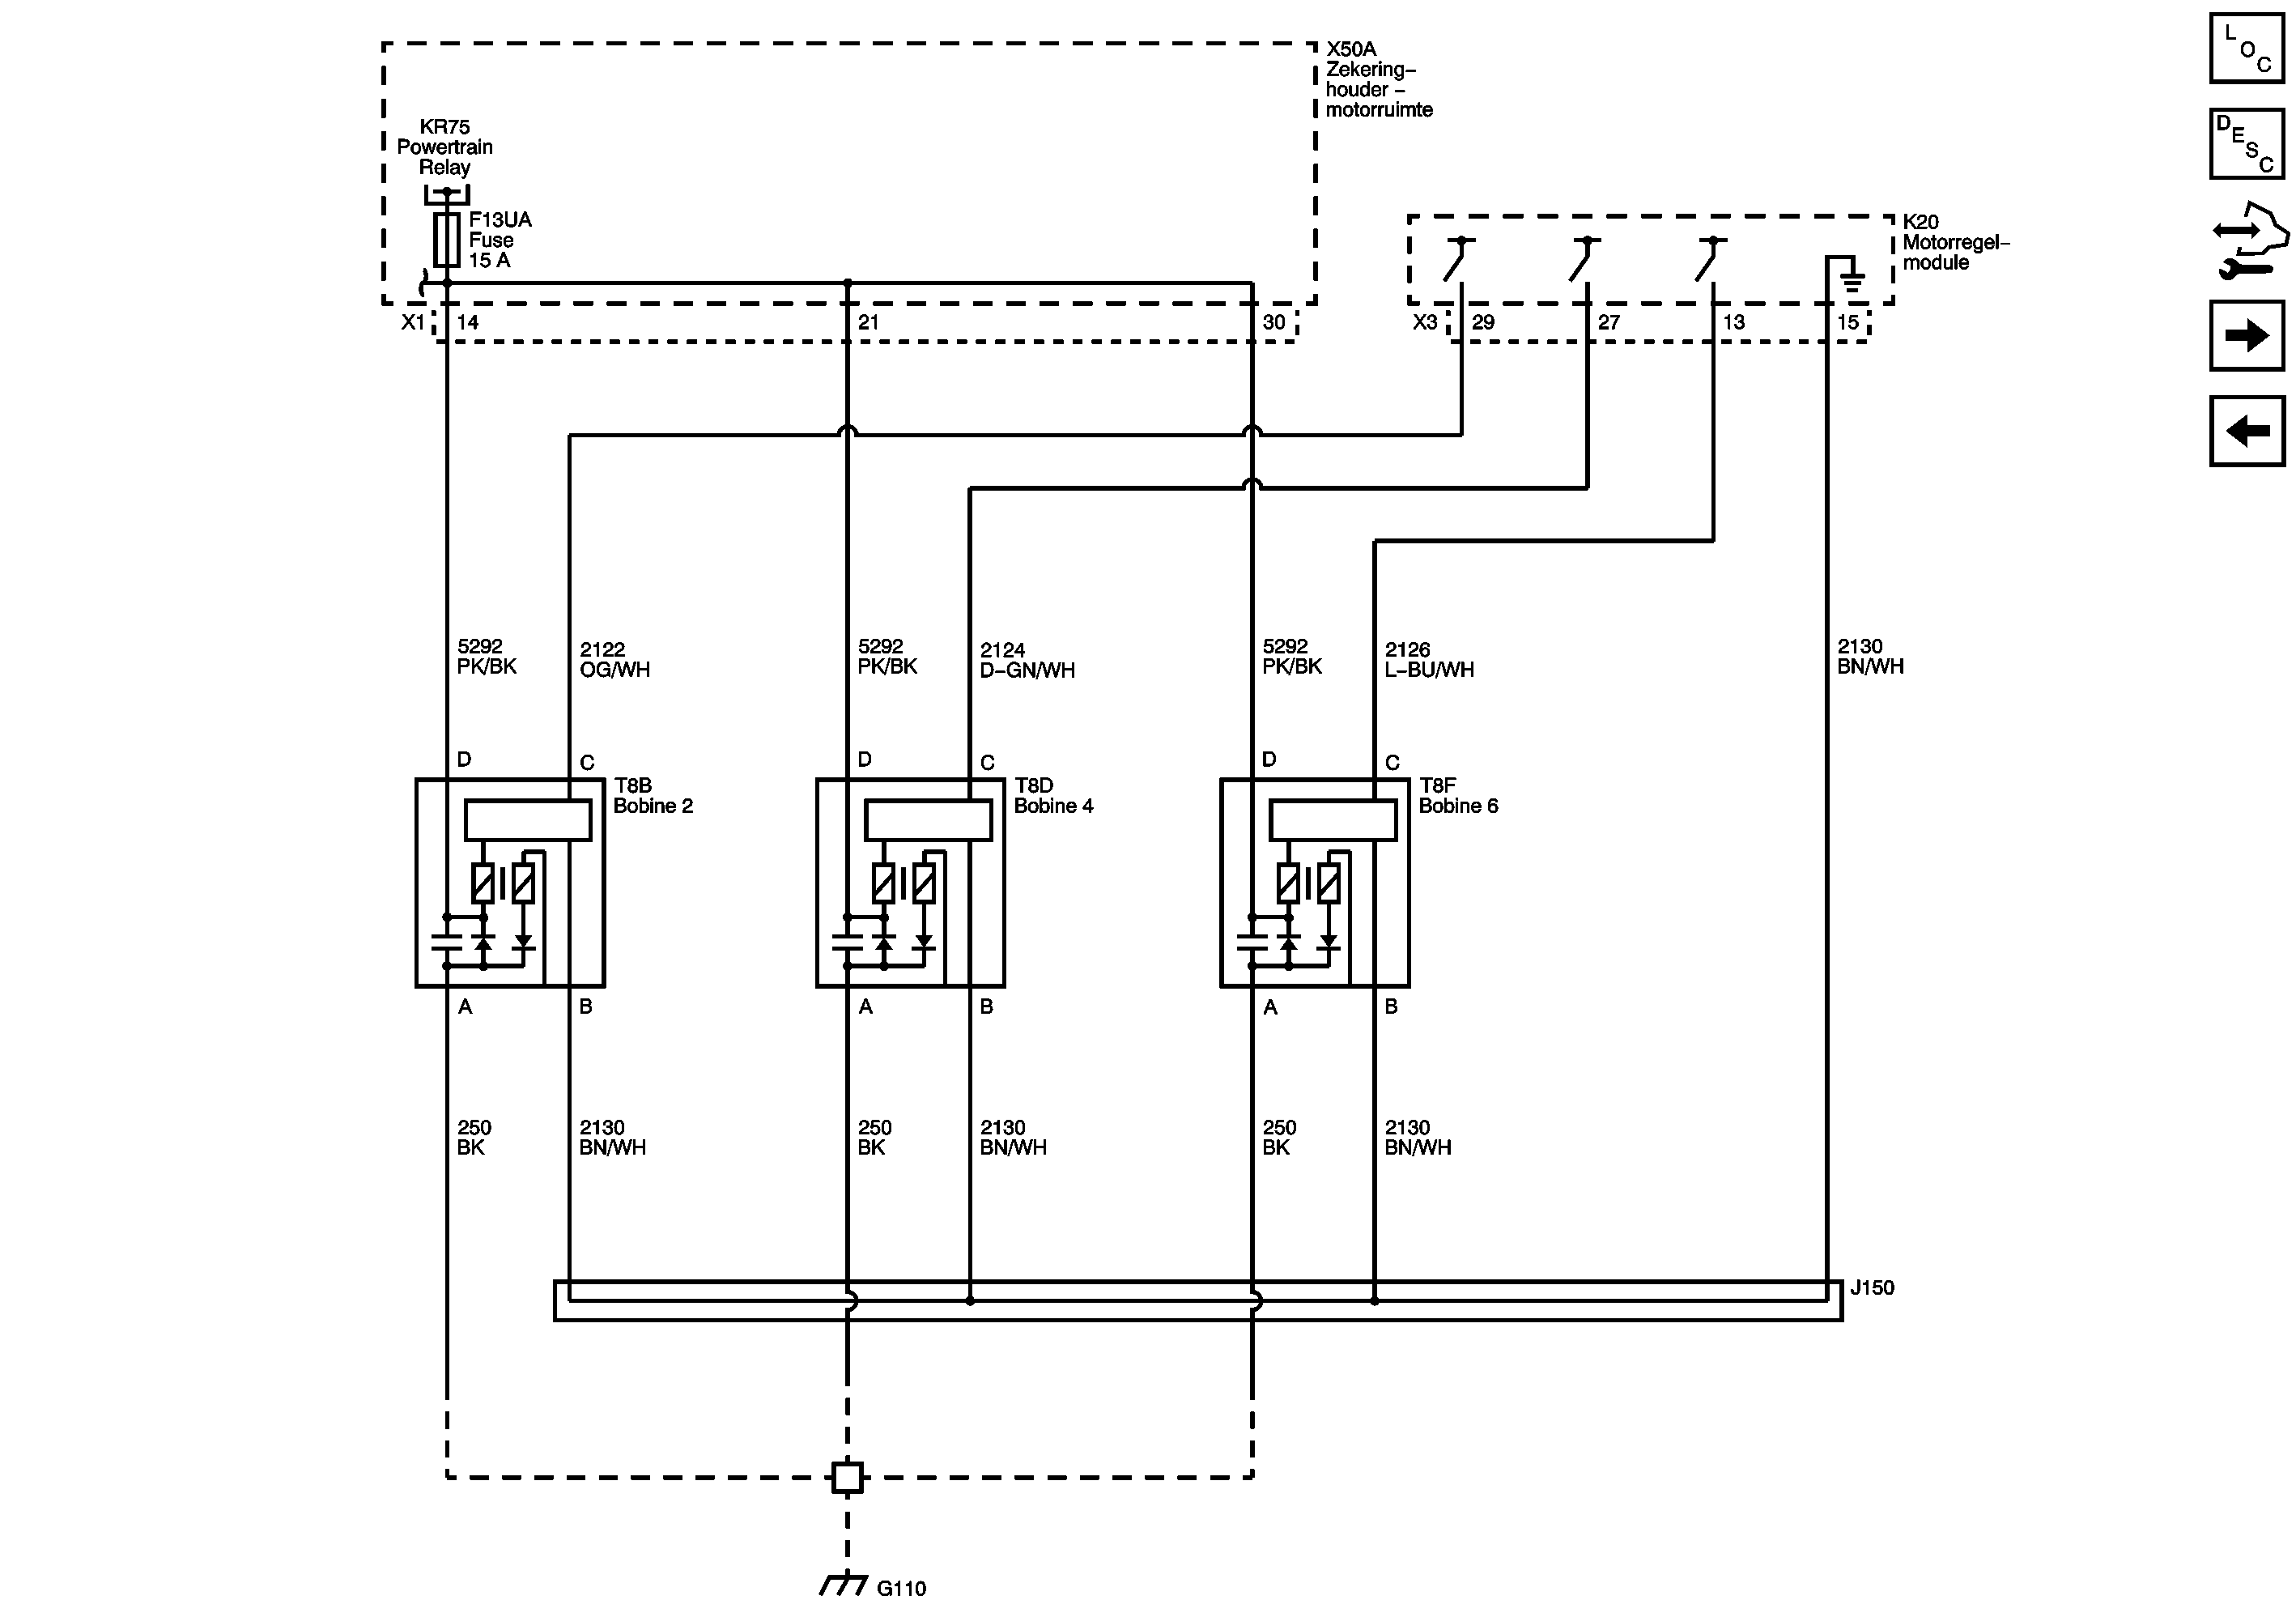 X50A
Zekering-
houder -
motorruimte
KR75
Powertrain
Relay
F13UA
Fuse
15 A
K20
Motorregel-
module
X1 14 21 30
X3 29 27 13 15
5292
PK/BK
2122
OG/WH
5292
PK/BK
2124
D-GN/WH
5292
PK/BK
2126
L-BU/WH
2130
BN/WH
D C
T8B
Bobine 2
D C
T8D
Bobine 4
D C
T8F
Bobine 6
A B
A B
A B
250
BK
2130
BN/WH
250
BK
2130
BN/WH
250
BK
2130
BN/WH
J150
G110
LOC
DESC